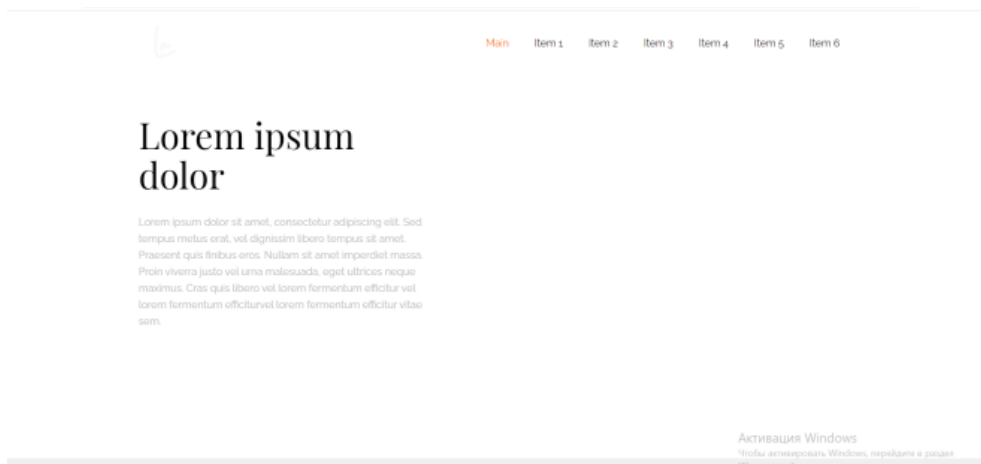 Main Item 1 Item 2 Item 3 Item 4 Item 5 Item 6
Lorem ipsum
dolor
Lorem ipsum dolor sit amet, consectetur adipiscing elit. Sed
tempus metus erat, vel dignissim libero tempus sit amet.
Praesent quis finibus eros. Nullam sit amet imperdiet massa.
Proin viverra justo vel urna malesuada, eget ultrices neque
maximus. Cras quis libero vel lorem fermentum efficitur vel
lorem fermentum efficiturvel lorem fermentum efficitur vitae
sem.
Активация Windows
Чтобы активировать Windows, перейдите в раздел